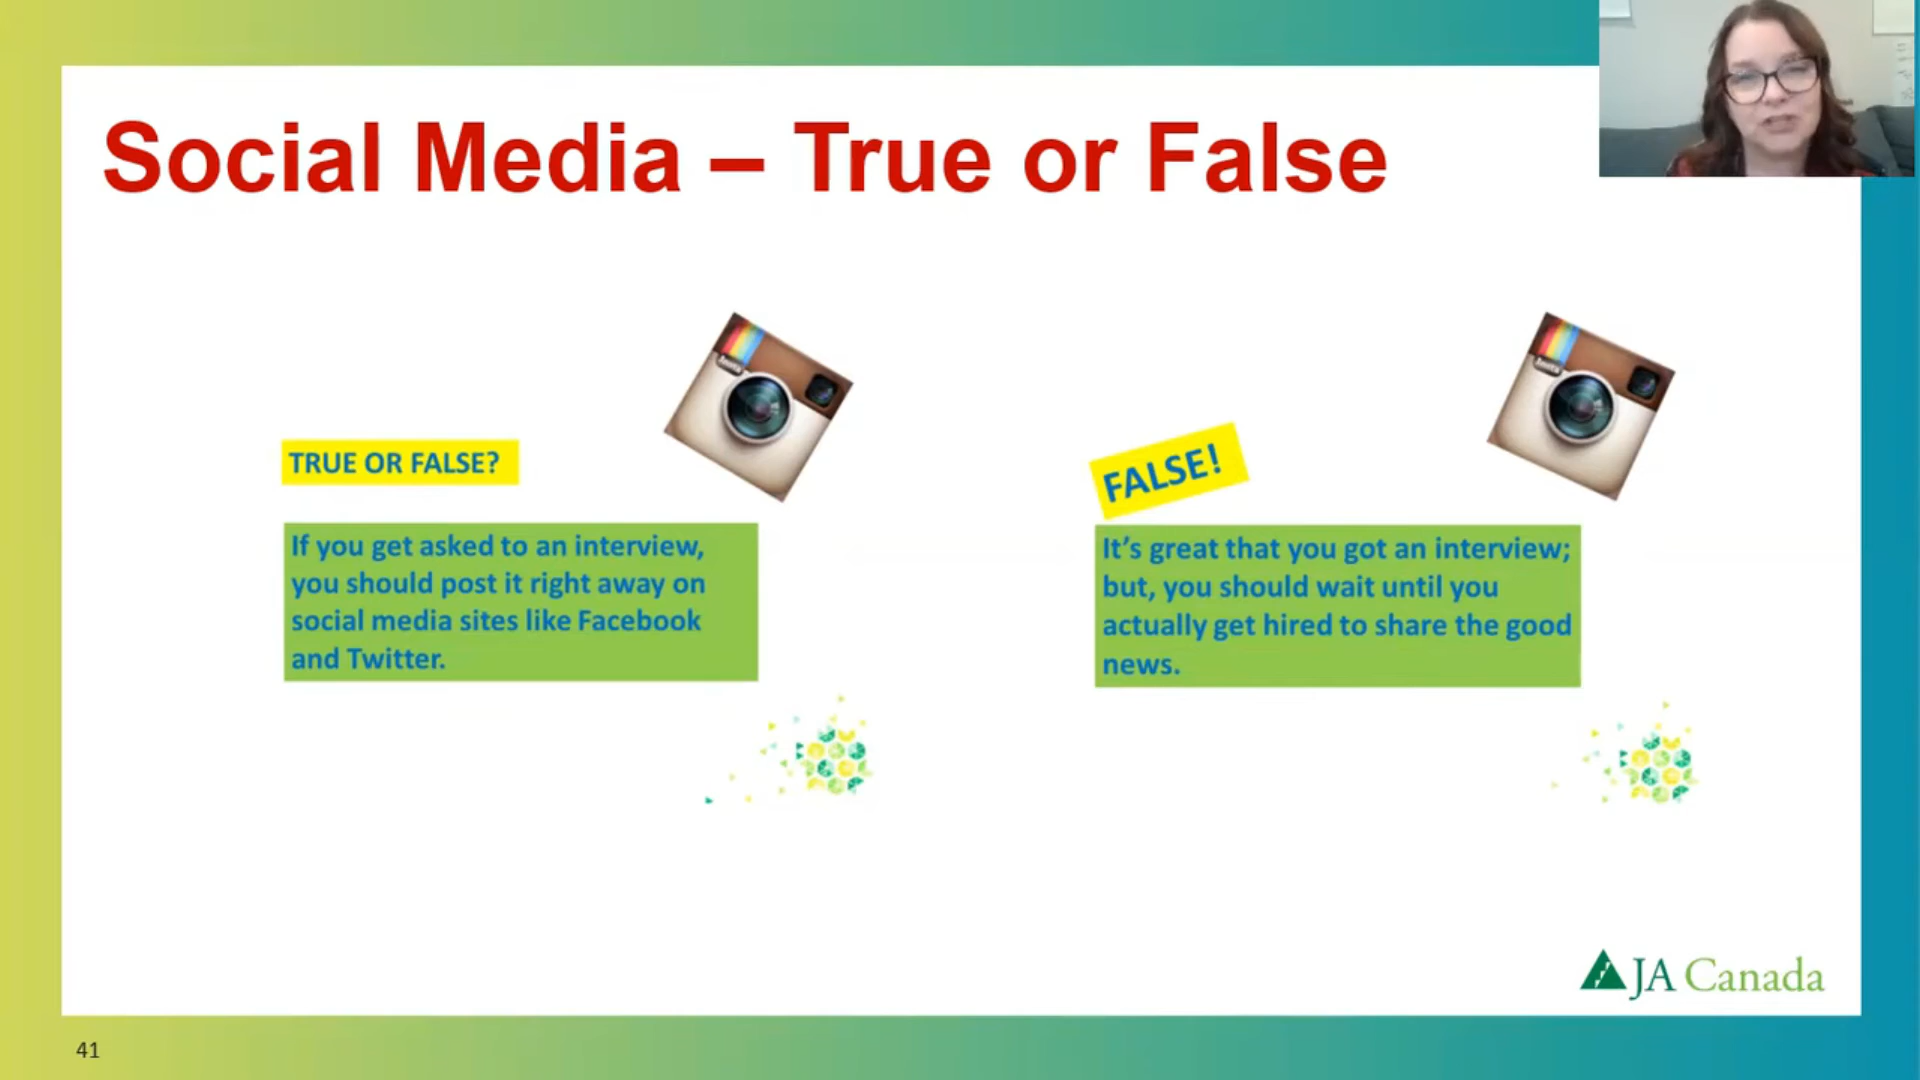 Social Media – True or False
TRUE OR FALSE?
If you get asked to an interview,
you should post it right away on
social media sites like Facebook
and Twitter.
FALSE!
It’s great that you got an interview;
but, you should wait until you
actually get hired to share the good
news.
JA Canada
41